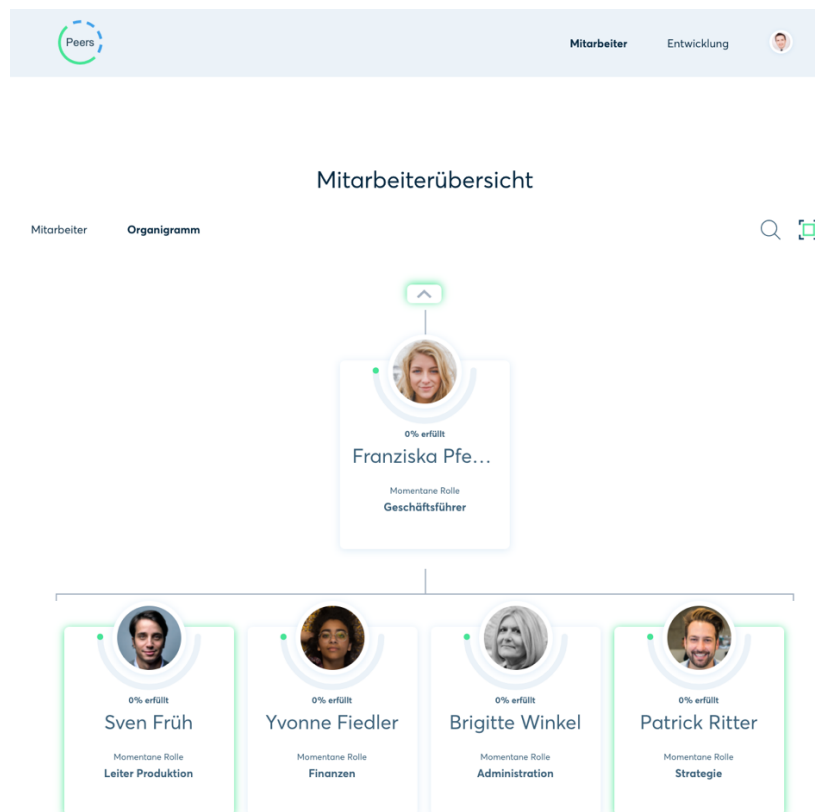 Peers
Mitarbeiter Entwicklung
Mitarbeiterübersicht
Mitarbeiter Organigramm
0% erfüllt
Franziska Pfe...
Momentane Rolle
Geschäftsführer
0% erfüllt 0% erfüllt 0% erfüllt 0% erfüllt
Sven Früh Yvonne Fiedler Brigitte Winkel Patrick Ritter
Momentane Rolle Momentane Rolle Momentane Rolle Momentane Rolle
Leiter Produktion Finanzen Administration Strategie